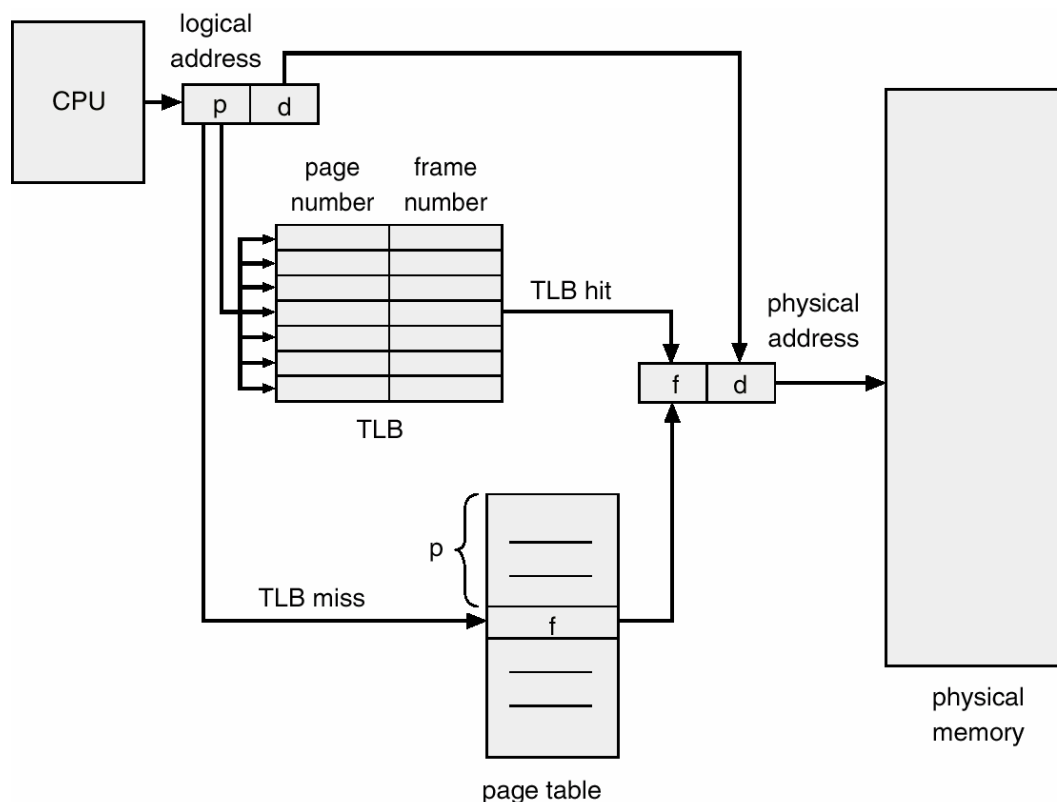 logical
address
CPU
p
d
page
number
frame
number
TLB hit
physical
address
f
d
TLB
p
TLB miss
f
physical
memory
page table